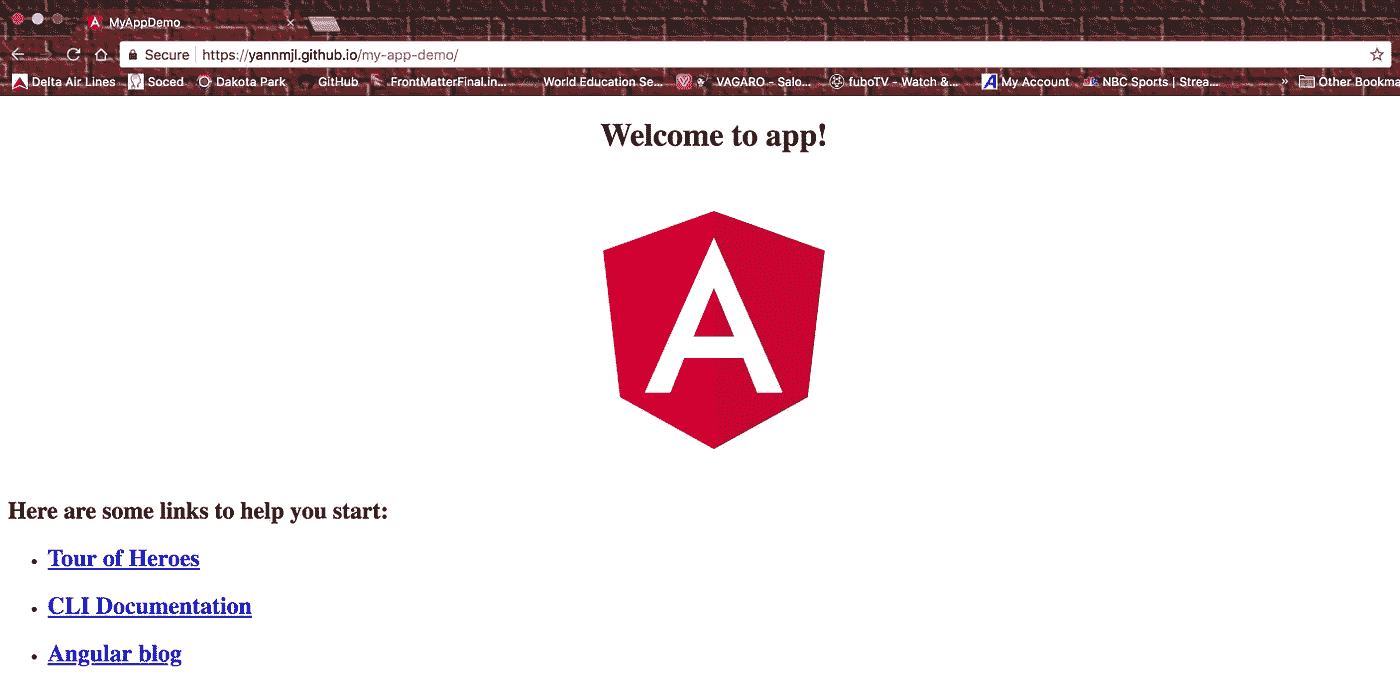 MyAppDemo
Secure https://yannmjl.github.io/my-app-demo/
Delta Air Lines Soced Dakota Park GitHub FrontMatterFinal.in... World Education Se... VAGARO - Salo... fuboTV - Watch &... My Account NBC Sports | Strea... » Other Bookma
Welcome to app!
A
Here are some links to help you start:
• Tour of Heroes
• CLI Documentation
• Angular blog